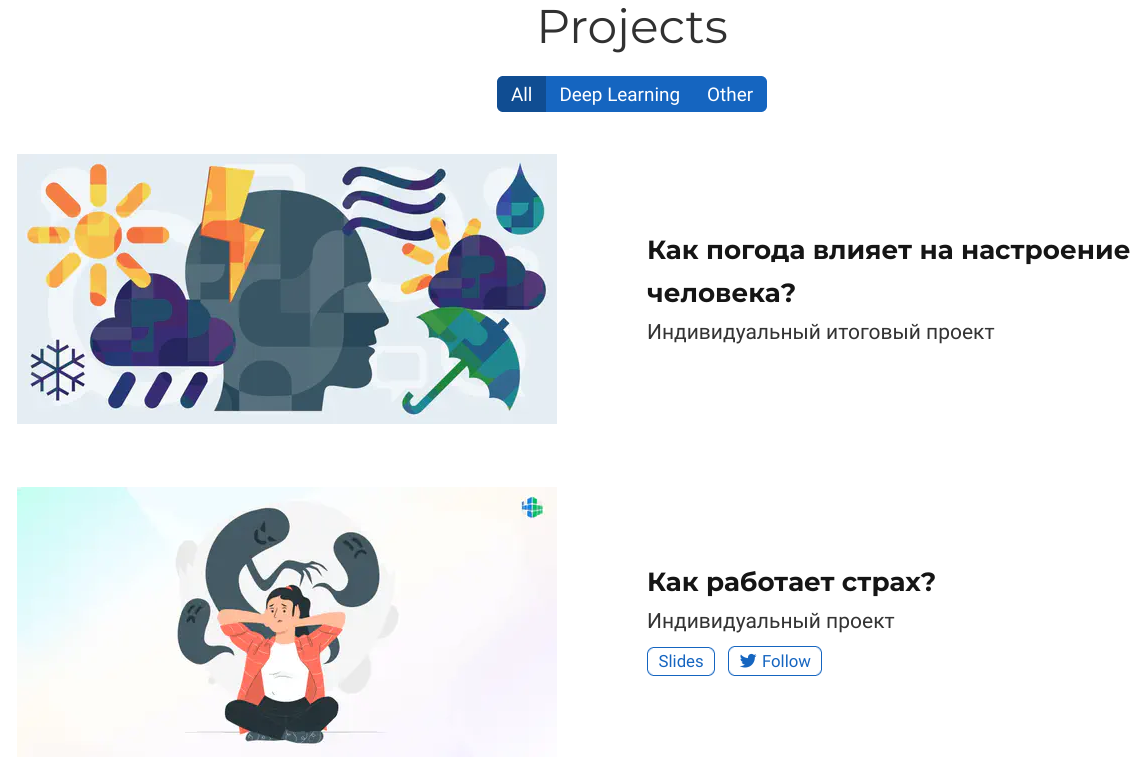 Projects
All Deep Learning Other
Как погода влияет на настроение
человека?
Индивидуальный итоговый проект
Как работает страх?
Индивидуальный проект
Slides Follow